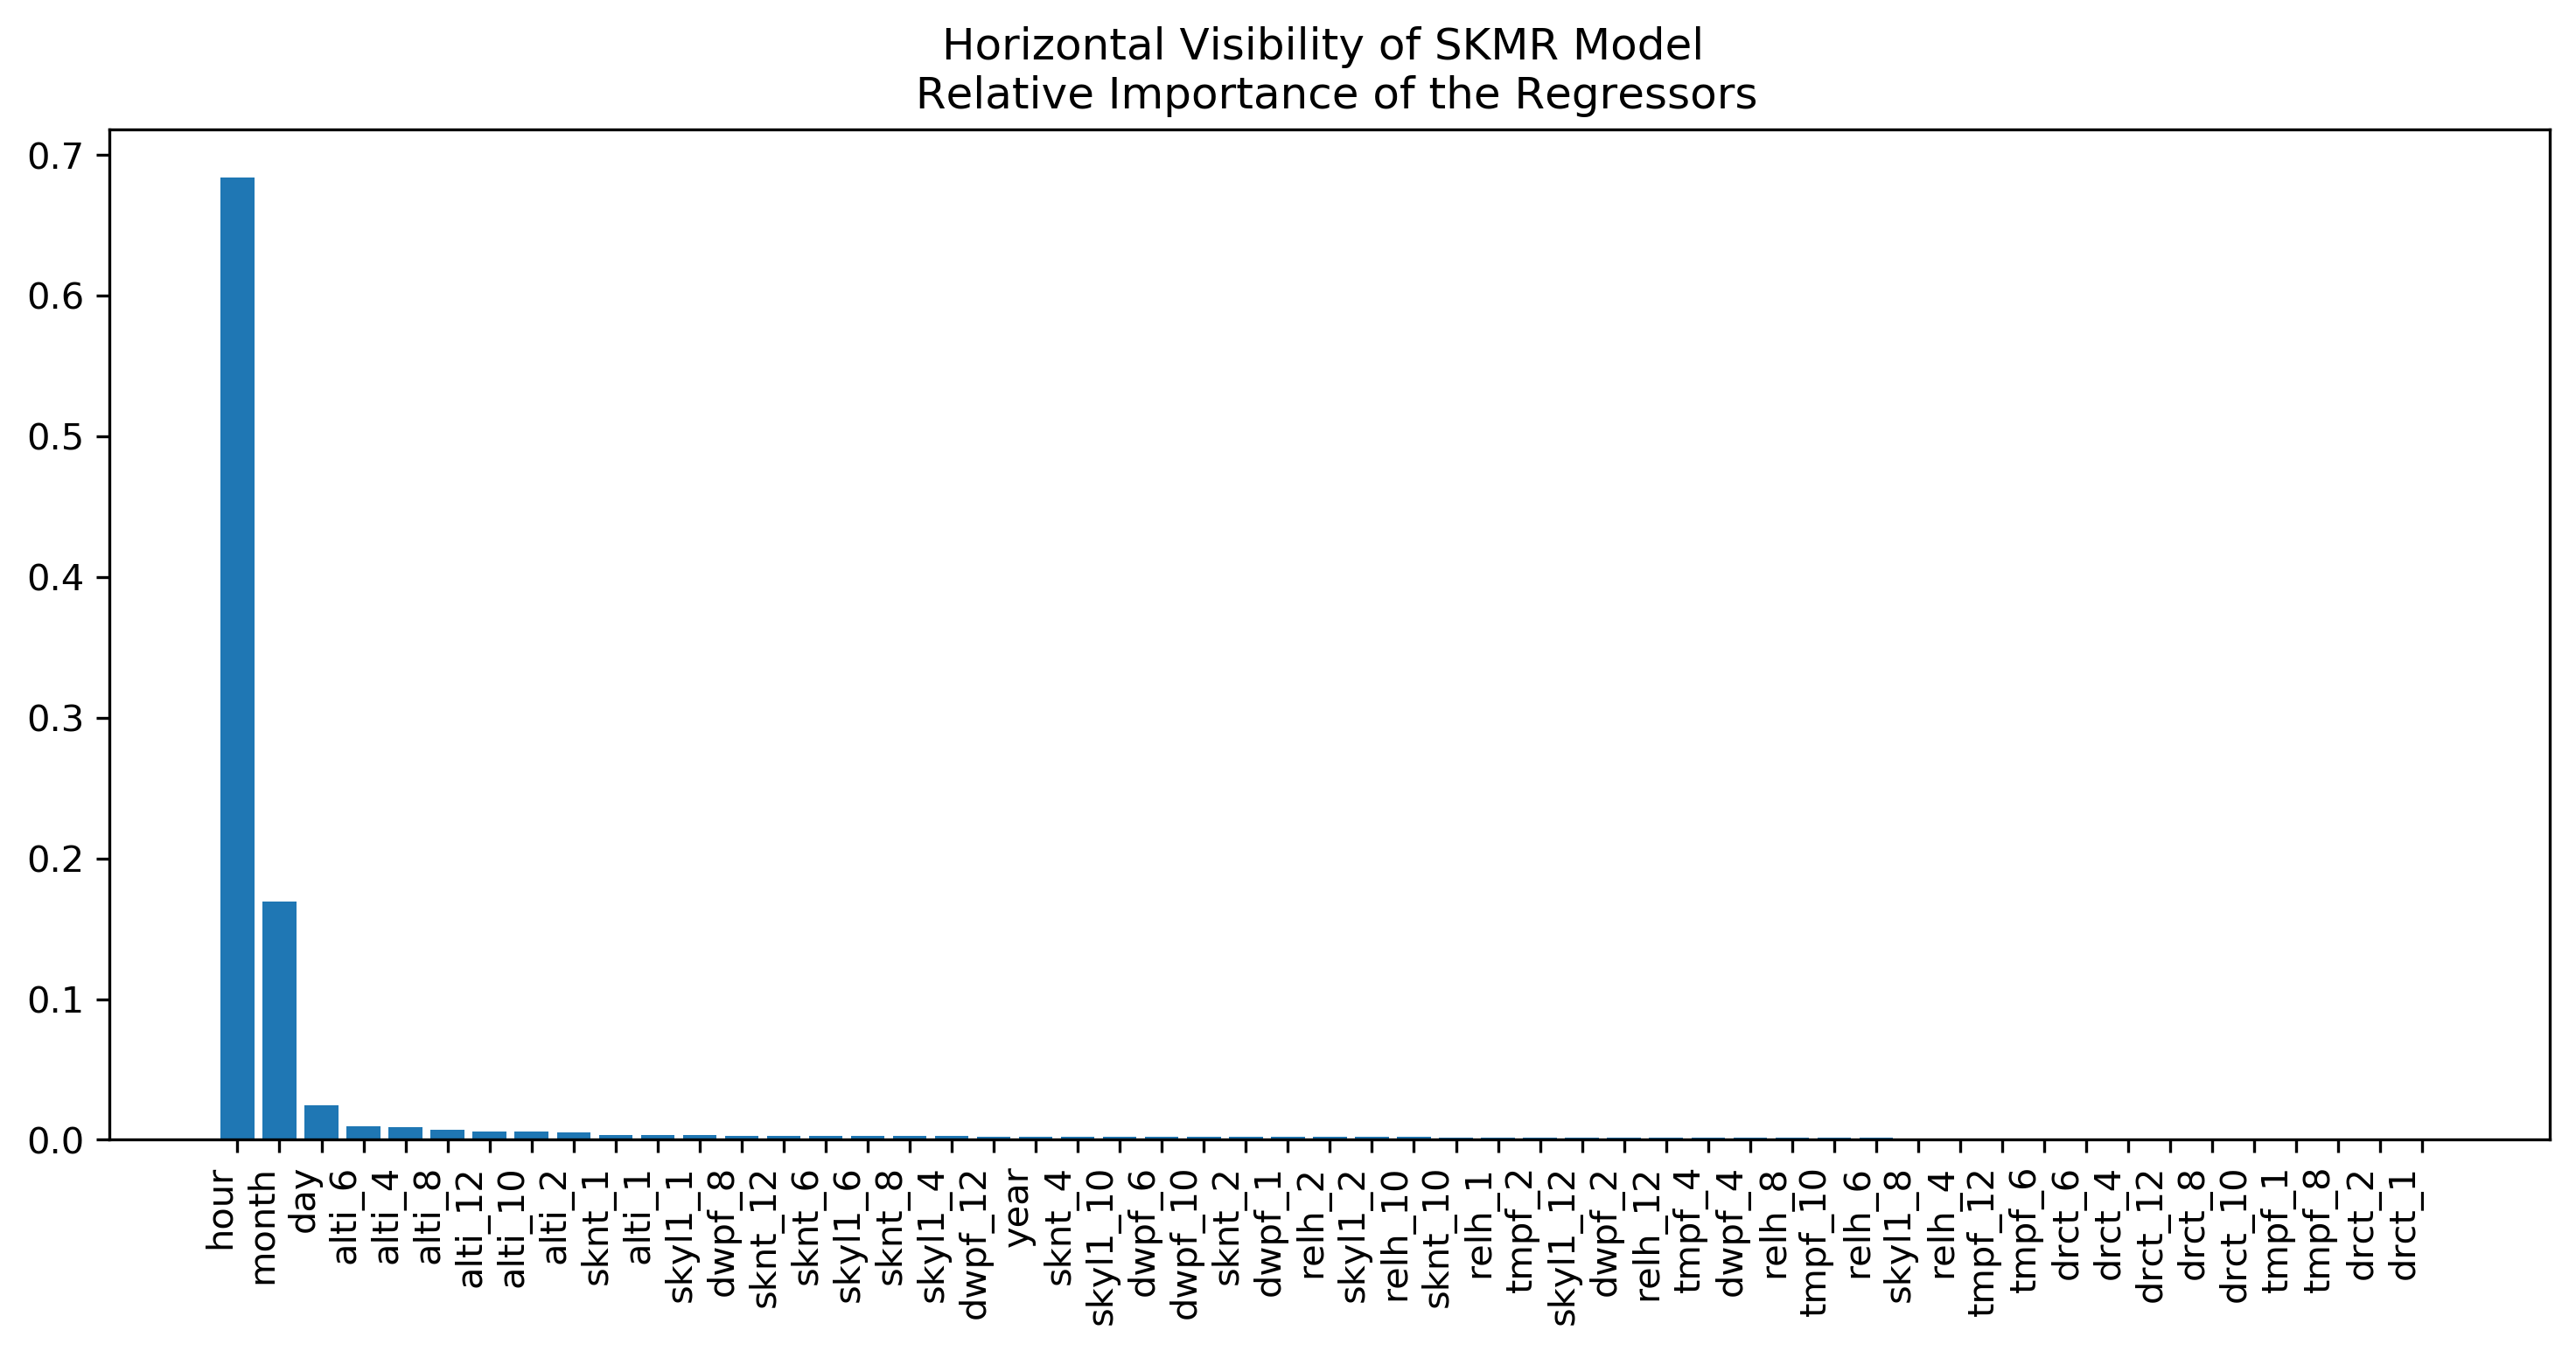 Horizontal Visibility of SKMR Model
Relative Importance of the Regressors
0.7
0.6
0.5
0.4
0.3
0.2
0.1
0.0
hour
month
day
alti_6
alti_4
alti_8
alti_12
alti_10
alti_2
sknt_1
alti_1
skyl1_1
dwpf_8
sknt_12
sknt_6
skyl1_6
sknt_8
skyl1_4
dwpf_12
year
sknt_4
skyl1_10
dwpf_6
dwpf_10
sknt_2
dwpf_1
relh_2
skyl1_2
relh_10
sknt_10
relh_1
tmpf_2
skyl1_12
dwpf_2
relh_12
tmpf_4
dwpf_4
relh_8
tmpf_10
relh_6
skyl1_8
relh_4
tmpf_12
tmpf_6
drct_6
drct_4
drct_12
drct_8
drct_10
tmpf_1
tmpf_8
drct_2
drct_1